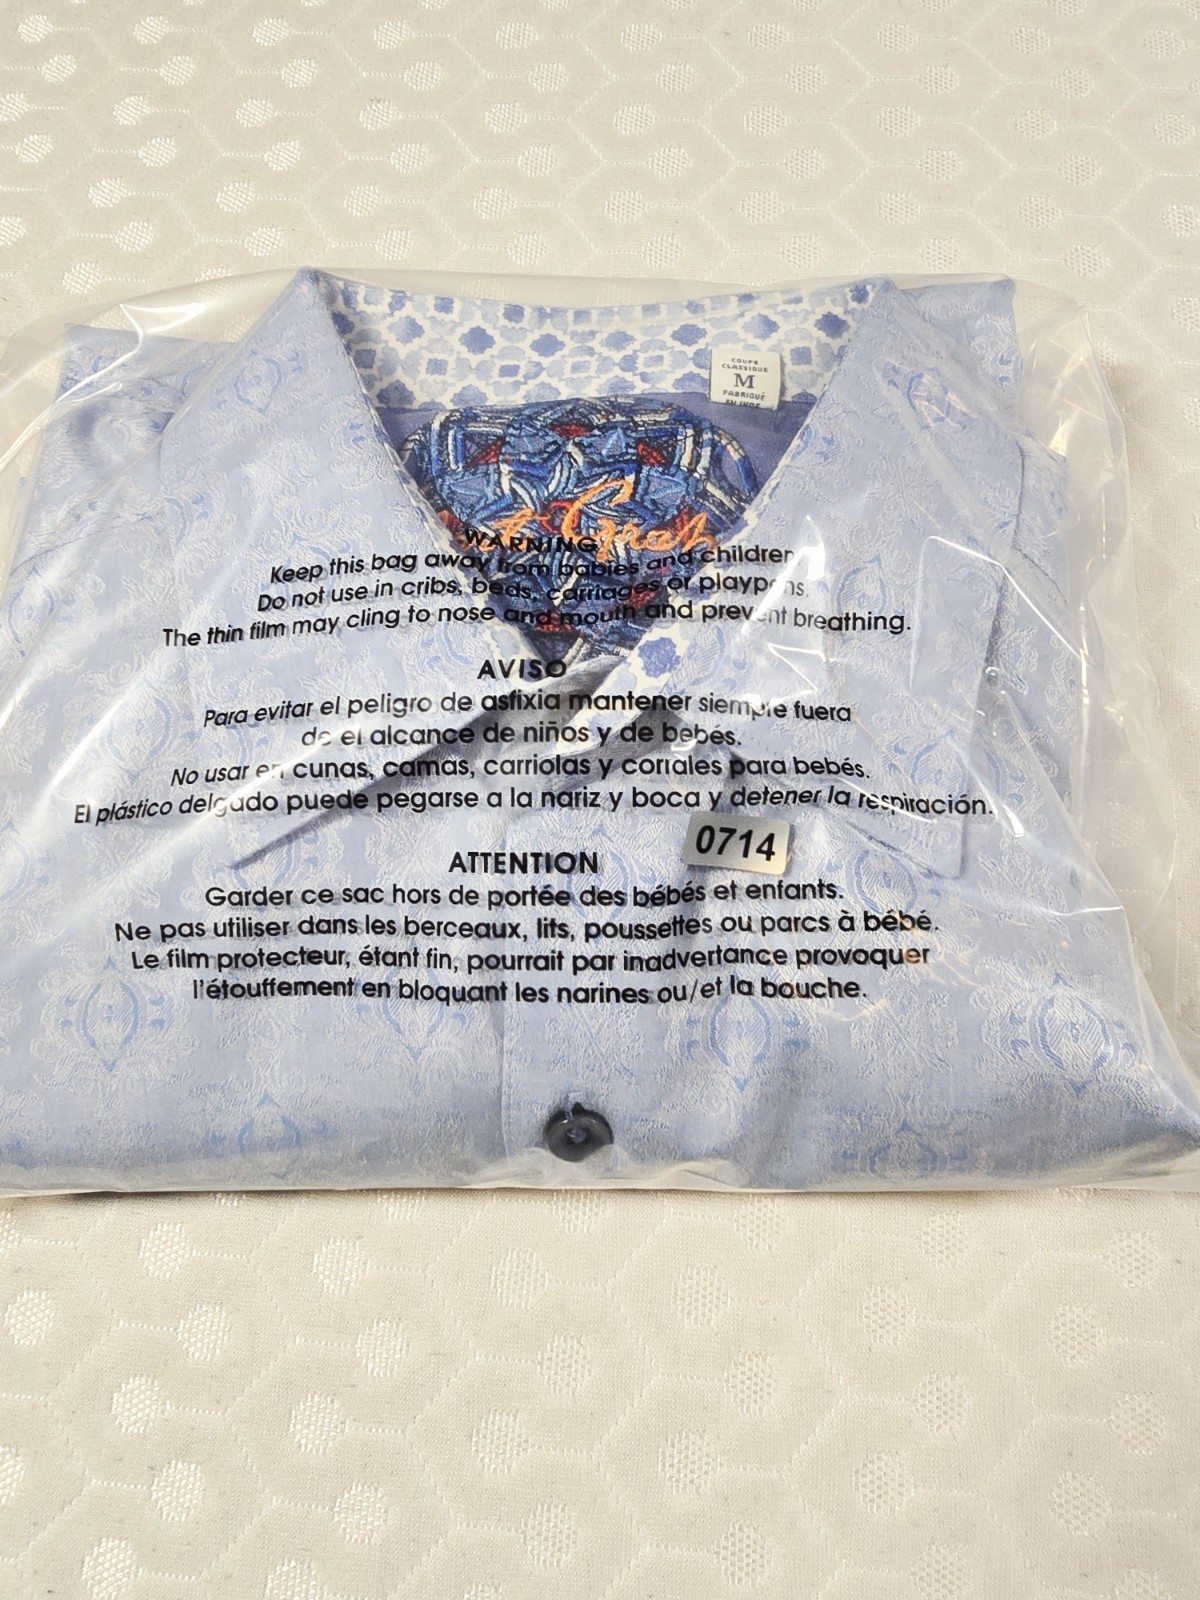 COUPE
CLASSIQUE
M
FABRIQUÉ
WARNING
Keep this bag away from babies and children
Do not use in cribs, beds, carriages or playpens.
The thin film may cling to nose and mouth and prevent breathing.
AVISO
Para evitar el peligro de asfixia mantener siempre fuera
de el alcance de niños y de bebés.
No usar en cunas, camas, carriolas y corrales para bebés.
El plástico delgado puede pegarse a la nariz y boca y detener la respiración.
0714
ATTENTION
Garder ce sac hors de portée des bébés et enfants.
Ne pas utiliser dans les berceaux, lits, poussettes ou parcs à bébé.
Le film protecteur, étant fin, pourrait par inadvertance provoquer
l'étouffement en bloquant les narines ou/et la bouche.